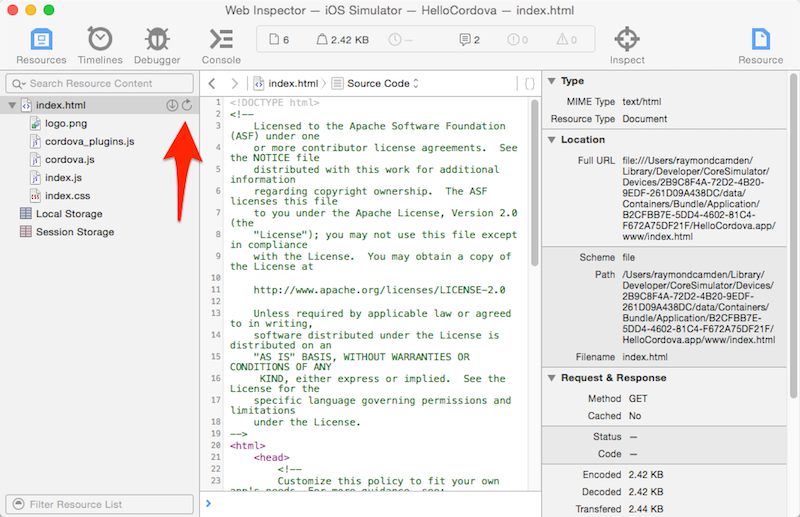 Web Inspector — iOS Simulator — HelloCordova — index.html
Resources
Timelines
Debugger
Console
6
2.42 KB
—
2
0
0
Inspect
Resource
Search Resource Content
index.html
logo.png
cordova_plugins.js
cordova.js
index.js
index.css
Local Storage
Session Storage
Filter Resource List
index.html
Source Code
{}
1 <!DOCTYPE html>
2 <!--
3 Licensed to the Apache Software Foundation
(ASF) under one
4 or more contributor license agreements. See
the NOTICE file
5 distributed with this work for additional
information
6 regarding copyright ownership. The ASF
licenses this file
7 to you under the Apache License, Version 2.0
(the
8 "License"); you may not use this file except
in compliance
9 with the License. You may obtain a copy of
the License at
10
11 http://www.apache.org/licenses/LICENSE-2.0
12
13 Unless required by applicable law or agreed
to in writing,
14 software distributed under the License is
distributed on an
15 "AS IS" BASIS, WITHOUT WARRANTIES OR
CONDITIONS OF ANY
16 KIND, either express or implied. See the
License for the
17 specific language governing permissions and
limitations
18 under the License.
19 -->
20 <html>
21 <head>
22 <!--
23 Customize this policy to fit your own
app's needs. For more guidance, see:
Type
MIME Type text/html
Resource Type Document
Location
Full URL file:///Users/raymondcamden/
Library/Developer/CoreSimulator/
Devices/2B9C8F4A-72D2-4B20-
9EDF-261D09A438DC/data/
Containers/Bundle/Application/
B2CFBB7E-5DD4-4602-81C4-
F672A75DF21F/HelloCordova.app/
www/index.html
Scheme file
Path /Users/raymondcamden/Library/
Developer/CoreSimulator/Devices/
2B9C8F4A-72D2-4B20-9EDF-
261D09A438DC/data/Containers/
Bundle/Application/B2CFBB7E-
5DD4-4602-81C4-F672A75DF21F/
HelloCordova.app/www/index.html
Filename index.html
Request & Response
Method GET
Cached No
Status —
Code —
Encoded 2.42 KB
Decoded 2.42 KB
Transfered 2.44 KB